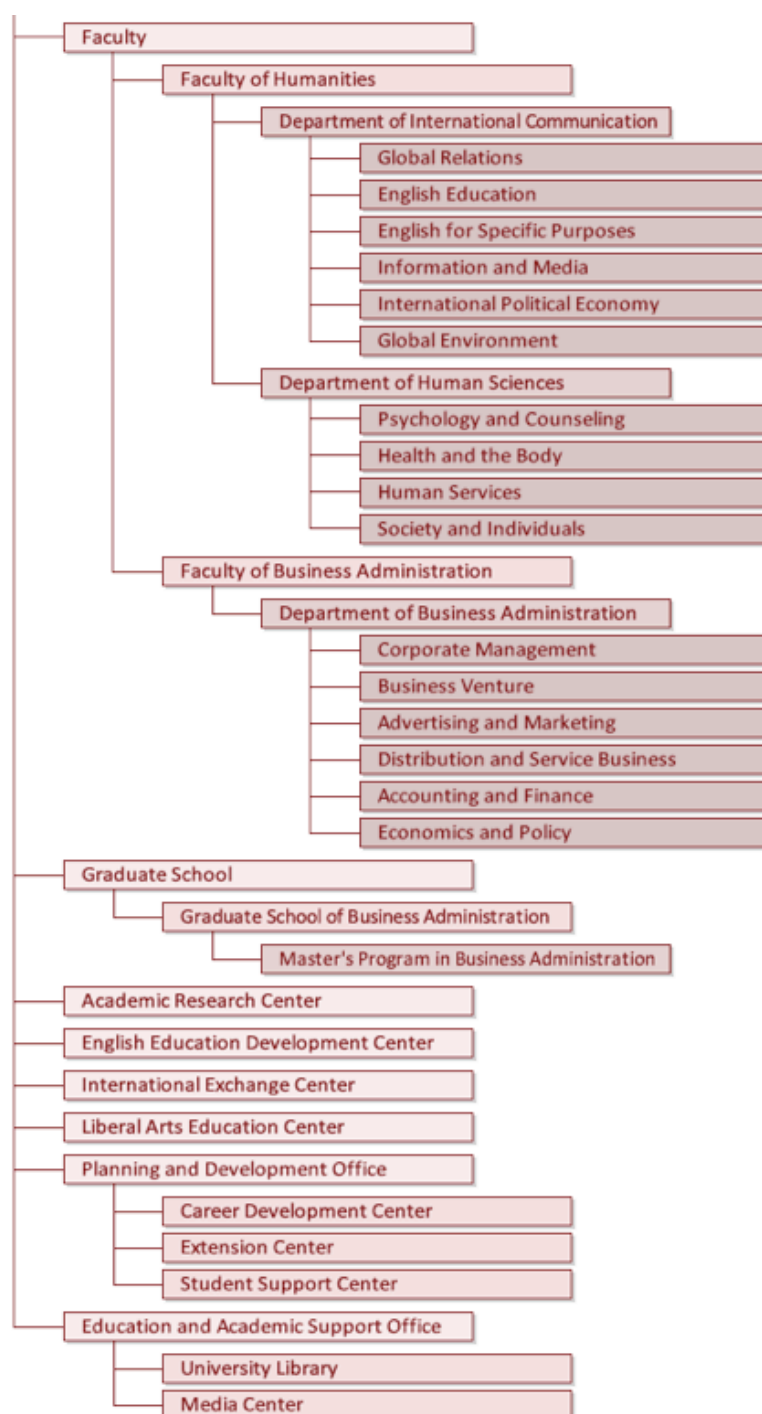 Faculty
Faculty of Humanities
Department of International Communication
Global Relations
English Education
English for Specific Purposes
Information and Media
International Political Economy
Global Environment
Department of Human Sciences
Psychology and Counseling
Health and the Body
Human Services
Society and Individuals
Faculty of Business Administration
Department of Business Administration
Corporate Management
Business Venture
Advertising and Marketing
Distribution and Service Business
Accounting and Finance
Economics and Policy
Graduate School
Graduate School of Business Administration
Master's Program in Business Administration
Academic Research Center
English Education Development Center
International Exchange Center
Liberal Arts Education Center
Planning and Development Office
Career Development Center
Extension Center
Student Support Center
Education and Academic Support Office
University Library
Media Center